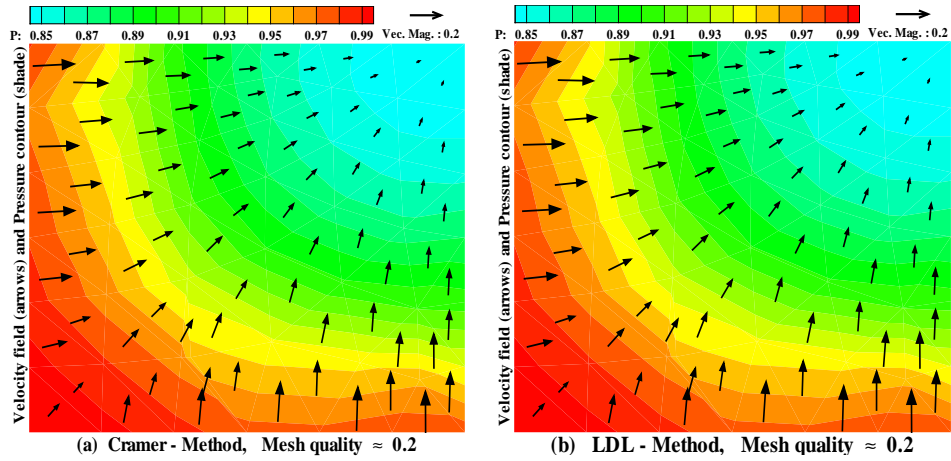 P: 0.85 0.87 0.89 0.91 0.93 0.95 0.97 0.99 Vec. Mag. : 0.2
Velocity field (arrows) and Pressure contour (shade)
(a) Cramer - Method, Mesh quality ≈ 0.2
P: 0.85 0.87 0.89 0.91 0.93 0.95 0.97 0.99 Vec. Mag. : 0.2
Velocity field (arrows) and Pressure contour (shade)
(b) LDL - Method, Mesh quality ≈ 0.2